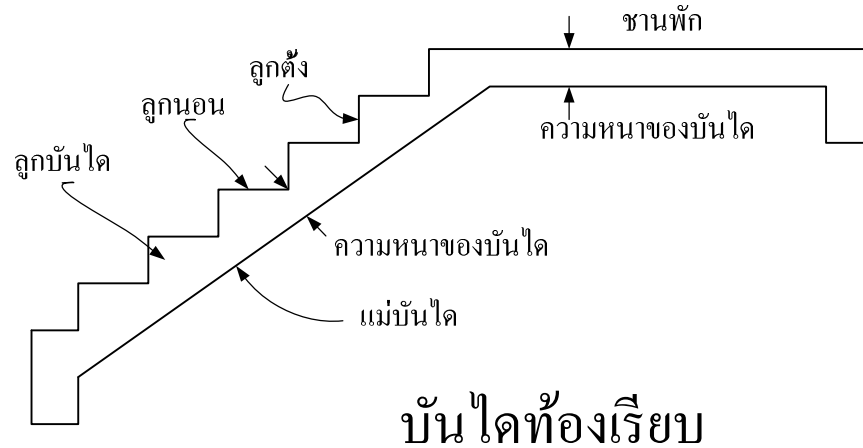 ชานพัก
ลูกตั้ง
ลูกนอน
ความหนาของบันได
ลูกบันได
ความหนาของบันได
แม่บันได
บันไดท้องเรียบ